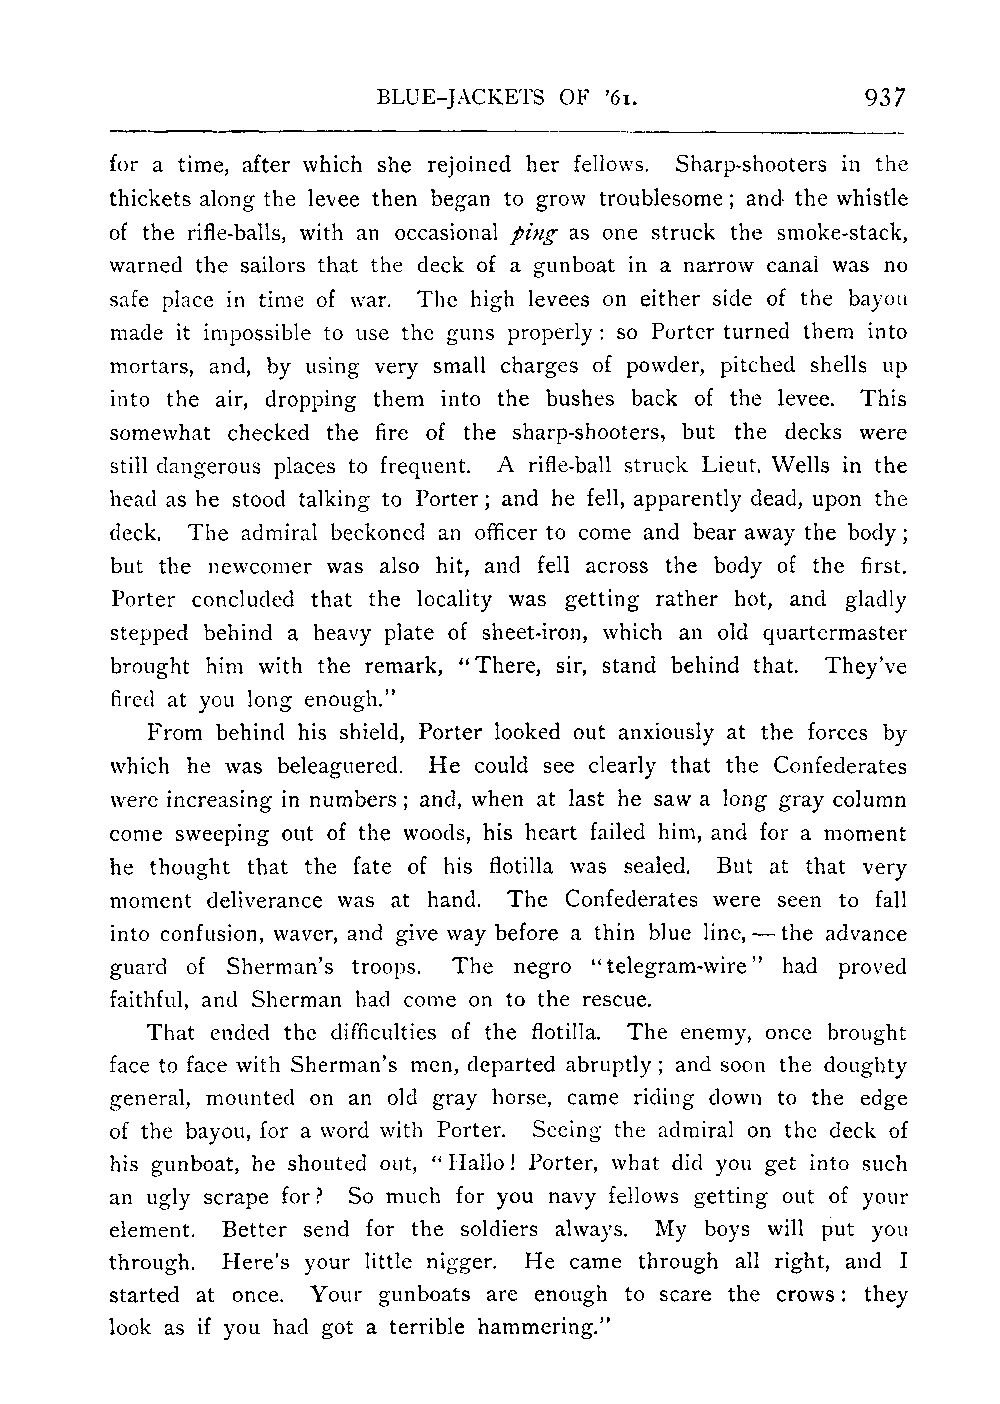 BLUE-JACKETS OF '61. 937
for a time, after which she rejoined her fellows. Sharp-shooters in the
thickets along the levee then began to grow troublesome; and the whistle
of the rifle-balls, with an occasional ping as one struck the smoke-stack,
warned the sailors that the deck of a gunboat in a narrow canal was no
safe place in time of war. The high levees on either side of the bayou
made it impossible to use the guns properly: so Porter turned them into
mortars, and, by using very small charges of powder, pitched shells up
into the air, dropping them into the bushes back of the levee. This
somewhat checked the fire of the sharp-shooters, but the decks were
still dangerous places to frequent. A rifle-ball struck Lieut. Wells in the
head as he stood talking to Porter; and he fell, apparently dead, upon the
deck. The admiral beckoned an officer to come and bear away the body;
but the newcomer was also hit, and fell across the body of the first.
Porter concluded that the locality was getting rather hot, and gladly
stepped behind a heavy plate of sheet-iron, which an old quartermaster
brought him with the remark, "There, sir, stand behind that. They've
fired at you long enough."
From behind his shield, Porter looked out anxiously at the forces by
which he was beleaguered. He could see clearly that the Confederates
were increasing in numbers; and, when at last he saw a long gray column
come sweeping out of the woods, his heart failed him, and for a moment
he thought that the fate of his flotilla was sealed. But at that very
moment deliverance was at hand. The Confederates were seen to fall
into confusion, waver, and give way before a thin blue line,—the advance
guard of Sherman's troops. The negro "telegram-wire" had proved
faithful, and Sherman had come on to the rescue.
That ended the difficulties of the flotilla. The enemy, once brought
face to face with Sherman's men, departed abruptly; and soon the doughty
general, mounted on an old gray horse, came riding down to the edge
of the bayou, for a word with Porter. Seeing the admiral on the deck of
his gunboat, he shouted out, "Hallo! Porter, what did you get into such
an ugly scrape for? So much for you navy fellows getting out of your
element. Better send for the soldiers always. My boys will put you
through. Here's your little nigger. He came through all right, and I
started at once. Your gunboats are enough to scare the crows: they
look as if you had got a terrible hammering."